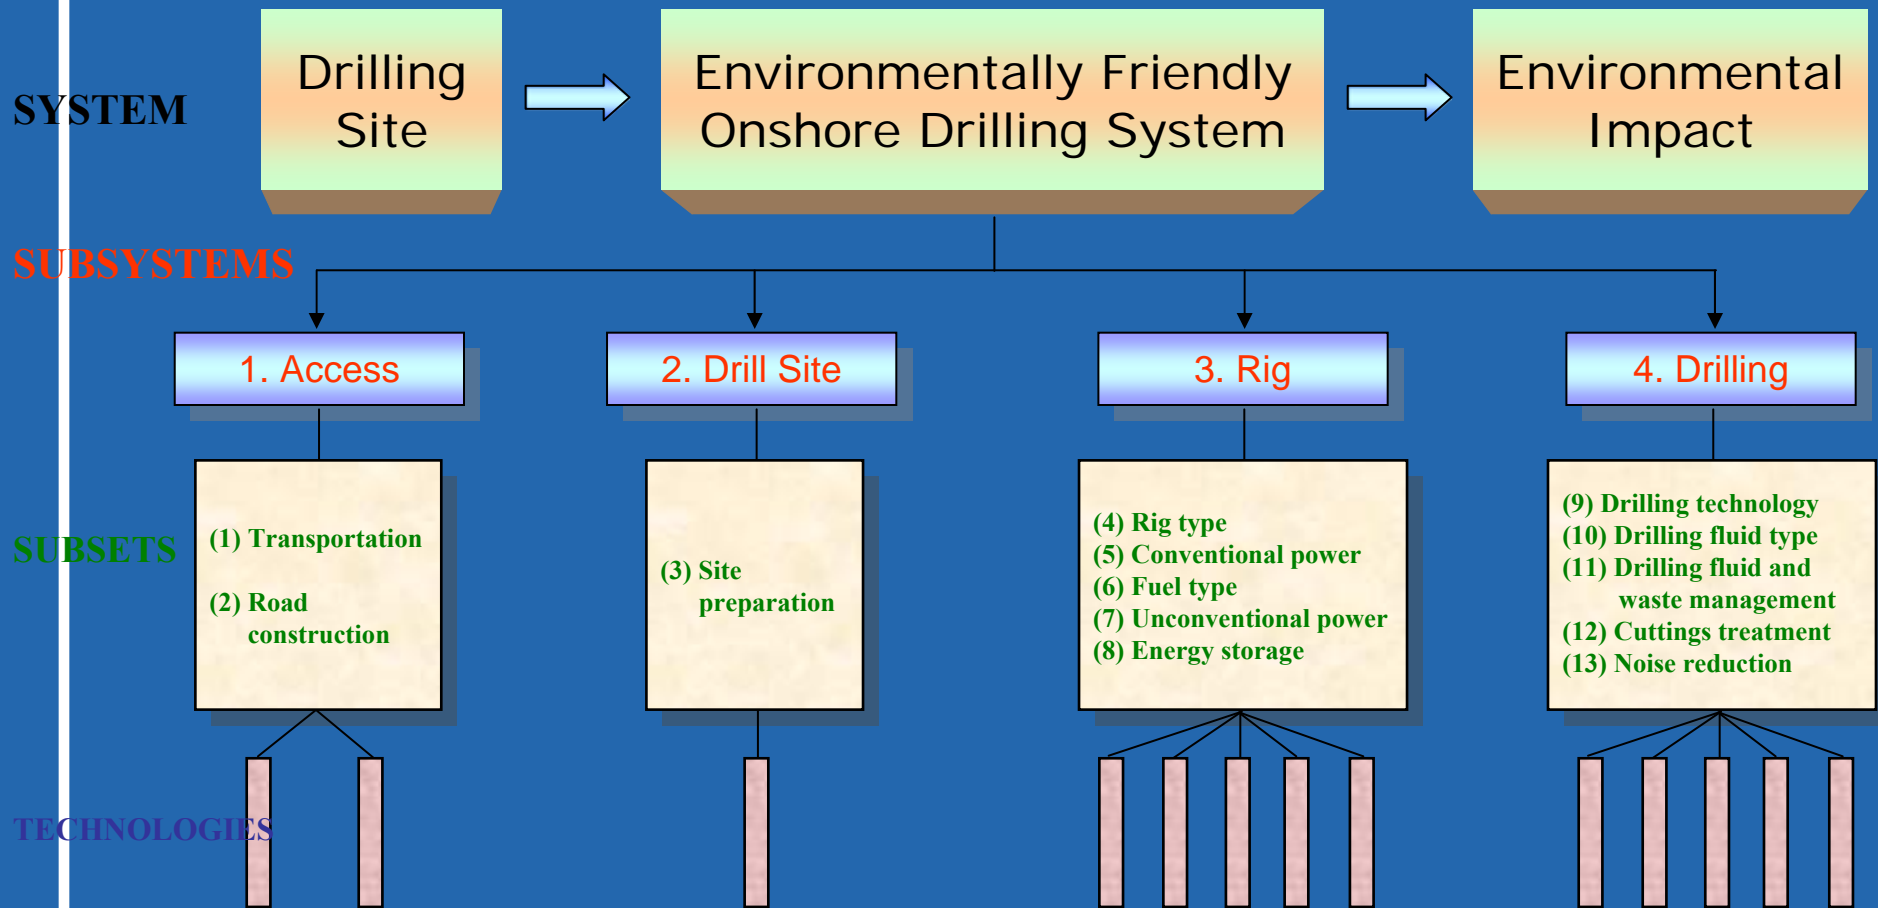 SYSTEM
Drilling
Site
Environmentally Friendly
Onshore Drilling System
Environmental
Impact
SUBSYSTEMS
1. Access
2. Drill Site
3. Rig
4. Drilling
SUBSETS
(1) Transportation
(2) Road
construction
(3) Site
preparation
(4) Rig type
(5) Conventional power
(6) Fuel type
(7) Unconventional power
(8) Energy storage
(9) Drilling technology
(10) Drilling fluid type
(11) Drilling fluid and
waste management
(12) Cuttings treatment
(13) Noise reduction
TECHNOLOGIES